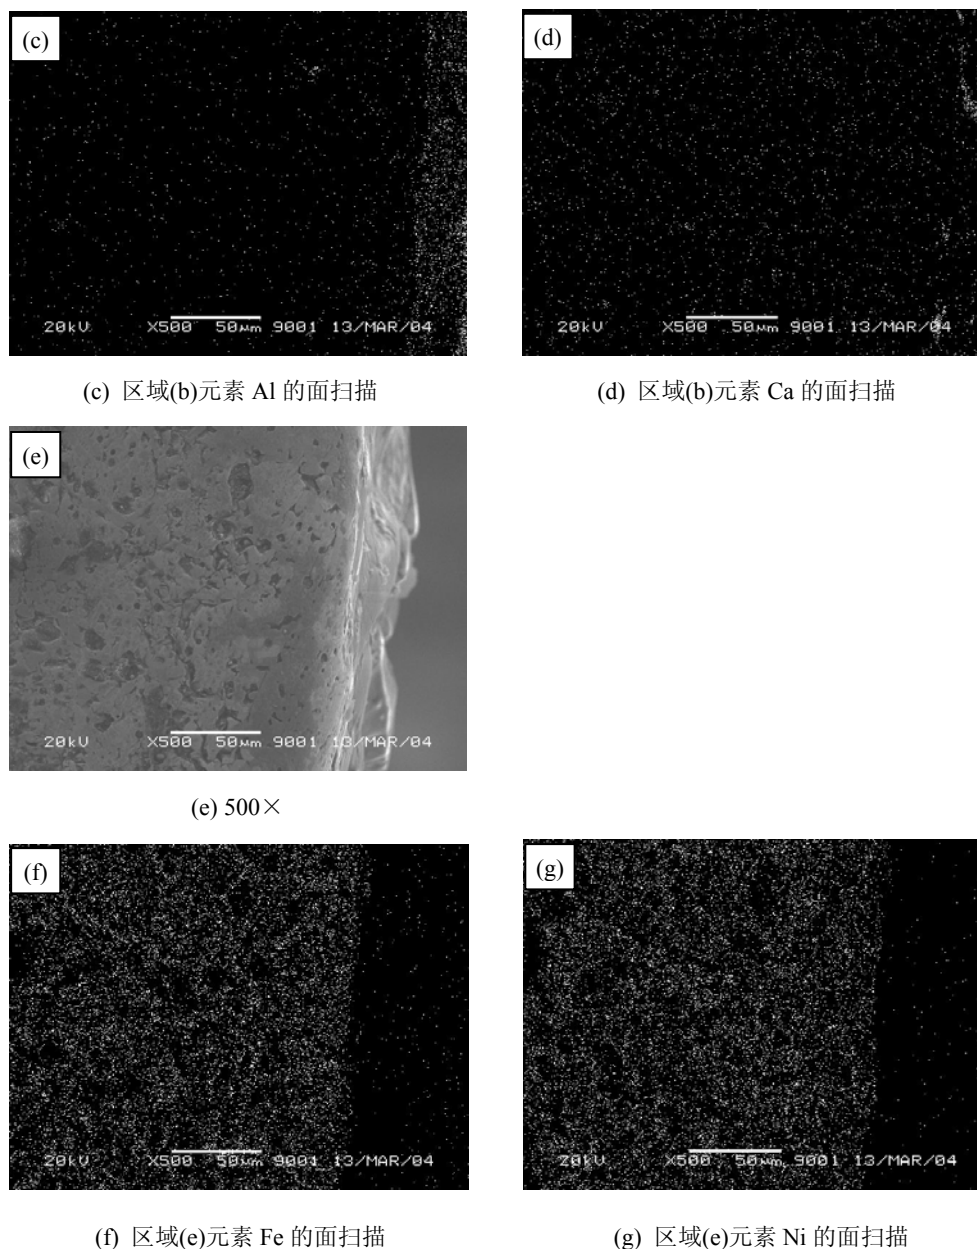 (c)
(d)
20kV X500 50μm 9001 13/MAR/04
20kV X500 50μm 9001 13/MAR/04
(c) 区域(b)元素 Al 的面扫描
(d) 区域(b)元素 Ca 的面扫描
(e)
20kV X500 50μm 9001 13/MAR/04
(e) 500×
(f)
(g)
20kV X500 50μm 9001 13/MAR/04
20kV X500 50μm 9001 13/MAR/04
(f) 区域(e)元素 Fe 的面扫描
(g) 区域(e)元素 Ni 的面扫描